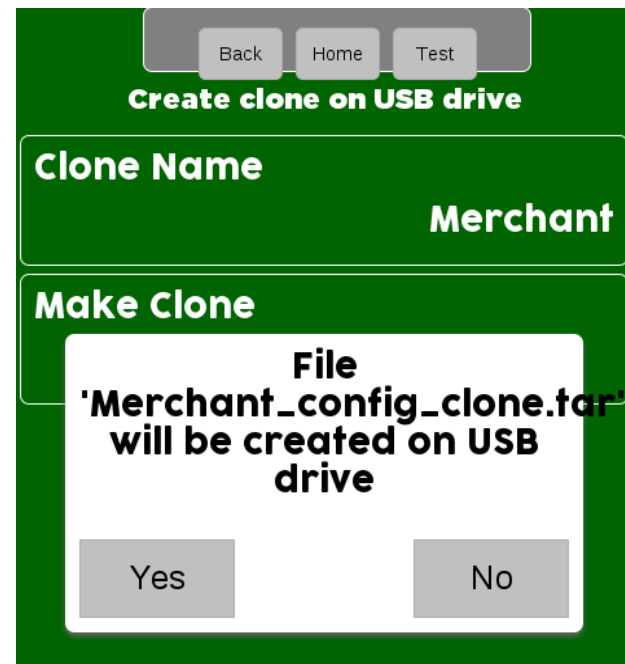 Back Home Test
Create clone on USB drive
Clone Name
Merchant
Make Clone
File
'Merchant_config_clone.tar'
will be created on USB
drive
Yes No